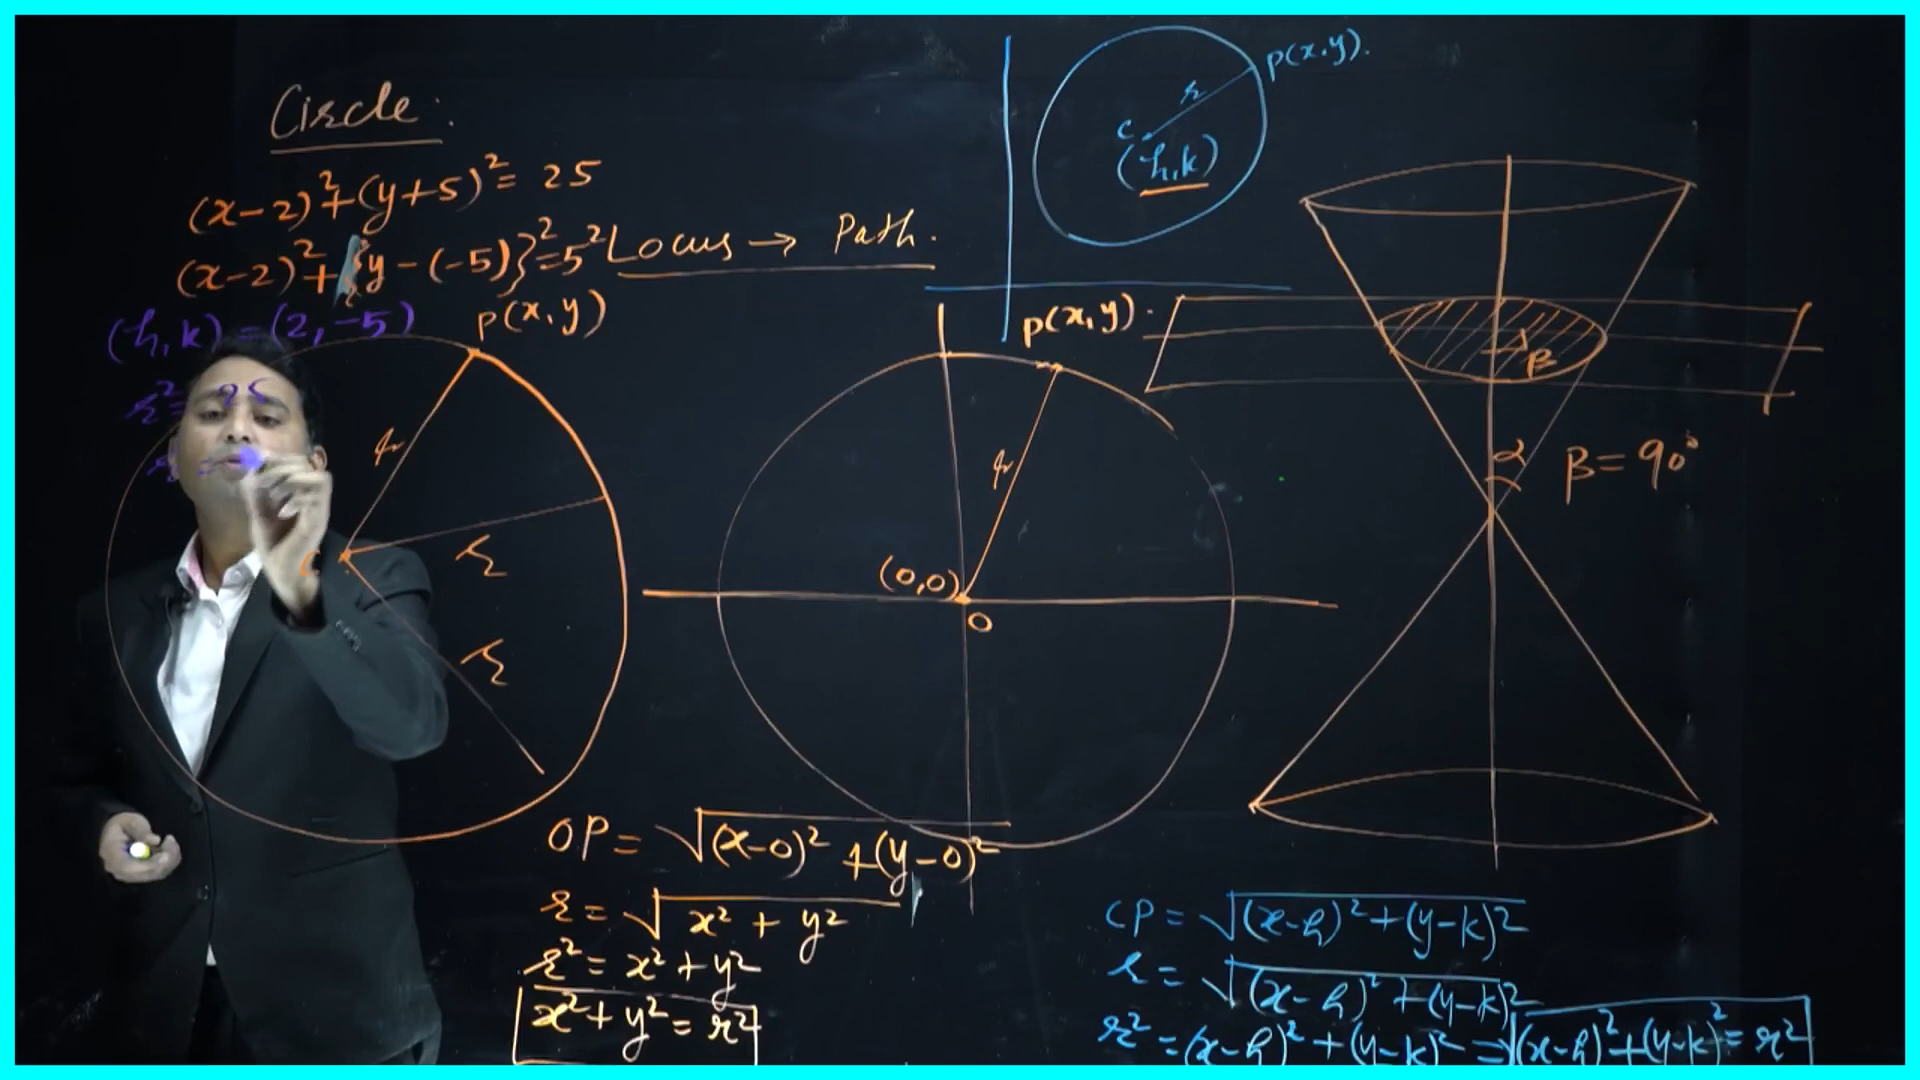 Circle:
(x-2)²+(y+5)²= 25
(x-2)²+{y-(-5)}²=5²
Locus → Path.
(h,k) = (2,-5)
r²= 25
r =
P(x,y)
r
r
r
C
P(x,y).
r
C
(h,k)
P(x,y).
r
(0,0)
O
β
α
β = 90°
OP = √(x-0)² +(y-0)²
r = √x² + y²
r² = x² + y²
x² + y² = r²
CP = √(x-h)²+(y-k)²
r = √(x-h)²+(y-k)²
r² =(x-h)²+(y-k)² ⇒ (x-h)²+(y-k)²= r²